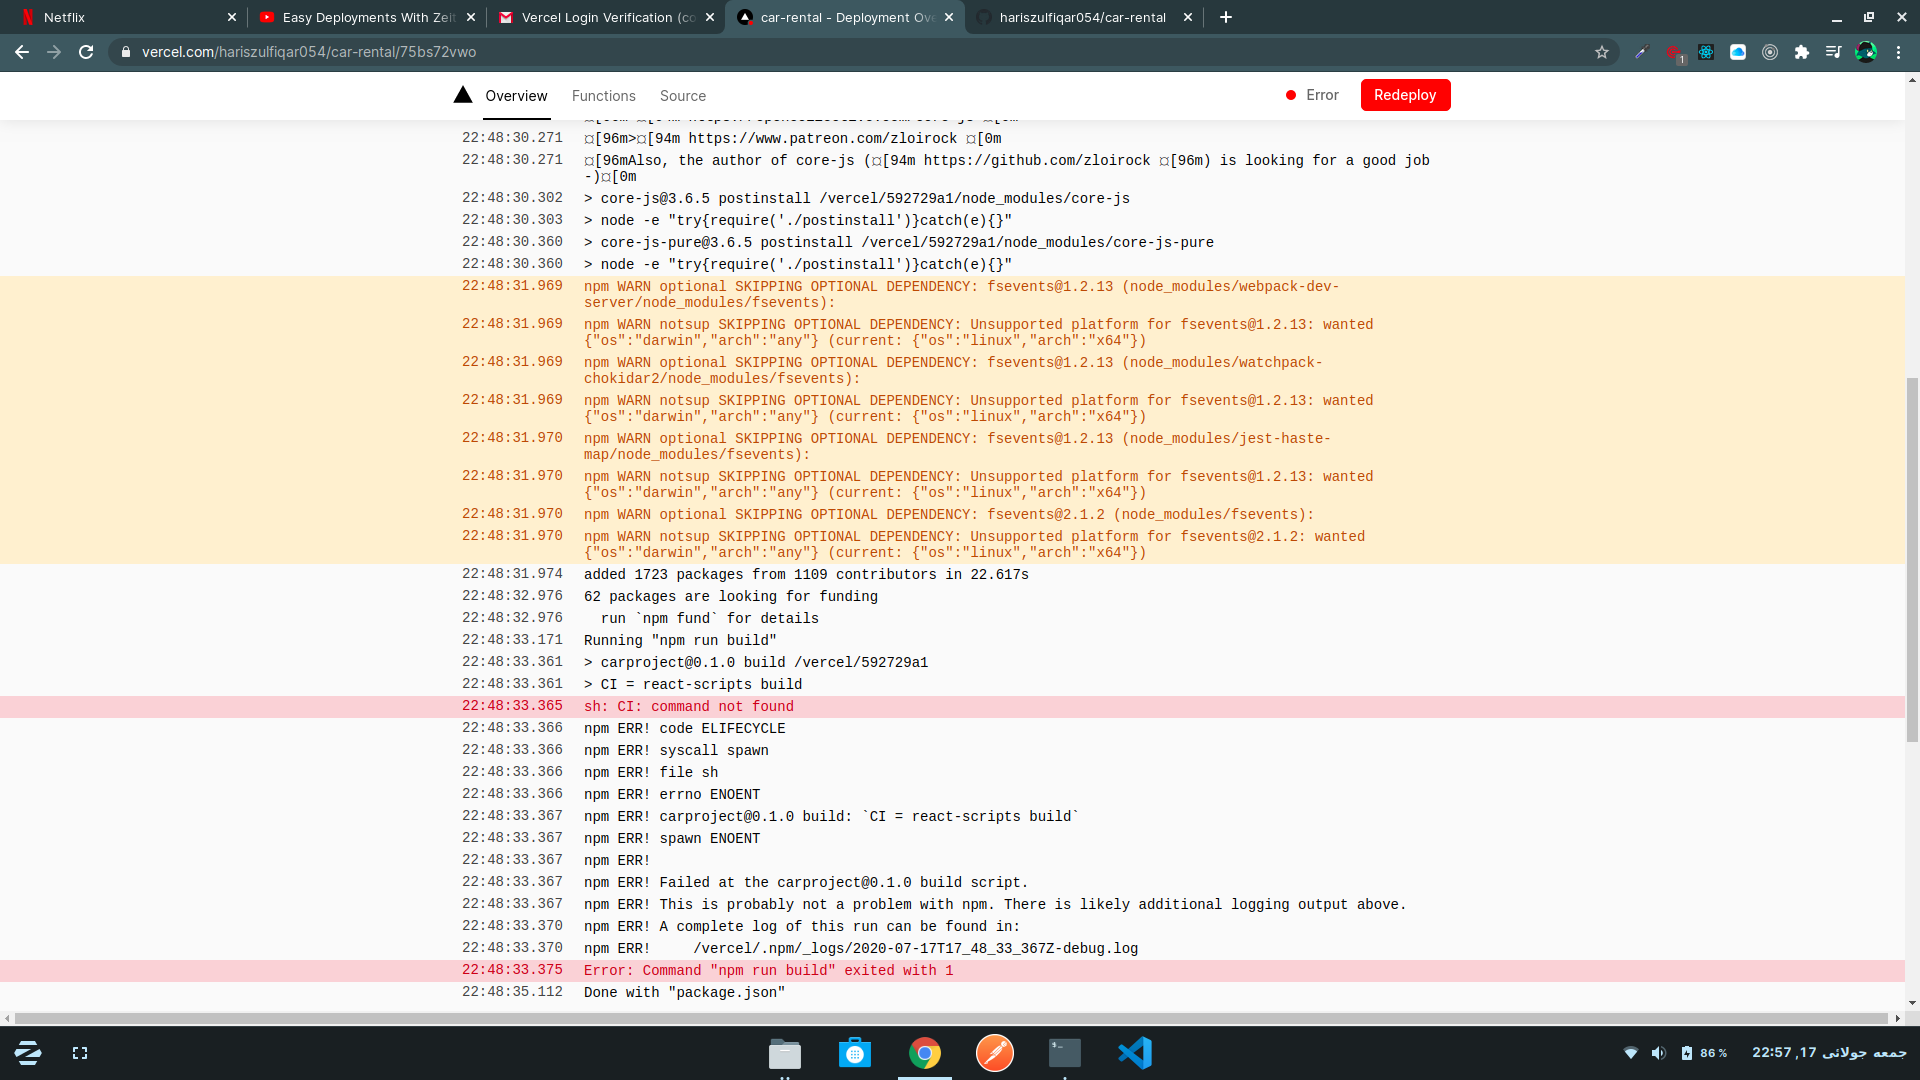 Netflix
Easy Deployments With Zeit
Vercel Login Verification (co
car-rental - Deployment Ove
hariszulfiqar054/car-rental
vercel.com/hariszulfiqar054/car-rental/75bs72vwo
1
Overview Functions Source
Error Redeploy
22:48:30.271 ¤[96m>¤[94m https://www.patreon.com/zloirock ¤[0m
22:48:30.271 ¤[96mAlso, the author of core-js (¤[94m https://github.com/zloirock ¤[96m) is looking for a good job
-)¤[0m
22:48:30.302 > core-js@3.6.5 postinstall /vercel/592729a1/node_modules/core-js
22:48:30.303 > node -e "try{require('./postinstall')}catch(e){}"
22:48:30.360 > core-js-pure@3.6.5 postinstall /vercel/592729a1/node_modules/core-js-pure
22:48:30.360 > node -e "try{require('./postinstall')}catch(e){}"
22:48:31.969 npm WARN optional SKIPPING OPTIONAL DEPENDENCY: fsevents@1.2.13 (node_modules/webpack-dev-
server/node_modules/fsevents):
22:48:31.969 npm WARN notsup SKIPPING OPTIONAL DEPENDENCY: Unsupported platform for fsevents@1.2.13: wanted
{"os":"darwin","arch":"any"} (current: {"os":"linux","arch":"x64"})
22:48:31.969 npm WARN optional SKIPPING OPTIONAL DEPENDENCY: fsevents@1.2.13 (node_modules/watchpack-
chokidar2/node_modules/fsevents):
22:48:31.969 npm WARN notsup SKIPPING OPTIONAL DEPENDENCY: Unsupported platform for fsevents@1.2.13: wanted
{"os":"darwin","arch":"any"} (current: {"os":"linux","arch":"x64"})
22:48:31.970 npm WARN optional SKIPPING OPTIONAL DEPENDENCY: fsevents@1.2.13 (node_modules/jest-haste-
map/node_modules/fsevents):
22:48:31.970 npm WARN notsup SKIPPING OPTIONAL DEPENDENCY: Unsupported platform for fsevents@1.2.13: wanted
{"os":"darwin","arch":"any"} (current: {"os":"linux","arch":"x64"})
22:48:31.970 npm WARN optional SKIPPING OPTIONAL DEPENDENCY: fsevents@2.1.2 (node_modules/fsevents):
22:48:31.970 npm WARN notsup SKIPPING OPTIONAL DEPENDENCY: Unsupported platform for fsevents@2.1.2: wanted
{"os":"darwin","arch":"any"} (current: {"os":"linux","arch":"x64"})
22:48:31.974 added 1723 packages from 1109 contributors in 22.617s
22:48:32.976 62 packages are looking for funding
22:48:32.976 run `npm fund` for details
22:48:33.171 Running "npm run build"
22:48:33.361 > carproject@0.1.0 build /vercel/592729a1
22:48:33.361 > CI = react-scripts build
22:48:33.365 sh: CI: command not found
22:48:33.366 npm ERR! code ELIFECYCLE
22:48:33.366 npm ERR! syscall spawn
22:48:33.366 npm ERR! file sh
22:48:33.366 npm ERR! errno ENOENT
22:48:33.367 npm ERR! carproject@0.1.0 build: `CI = react-scripts build`
22:48:33.367 npm ERR! spawn ENOENT
22:48:33.367 npm ERR!
22:48:33.367 npm ERR! Failed at the carproject@0.1.0 build script.
22:48:33.367 npm ERR! This is probably not a problem with npm. There is likely additional logging output above.
22:48:33.370 npm ERR! A complete log of this run can be found in:
22:48:33.370 npm ERR!     /vercel/.npm/_logs/2020-07-17T17_48_33_367Z-debug.log
22:48:33.375 Error: Command "npm run build" exited with 1
22:48:35.112 Done with "package.json"
86 %
جمعه جولائی 17, 22:57